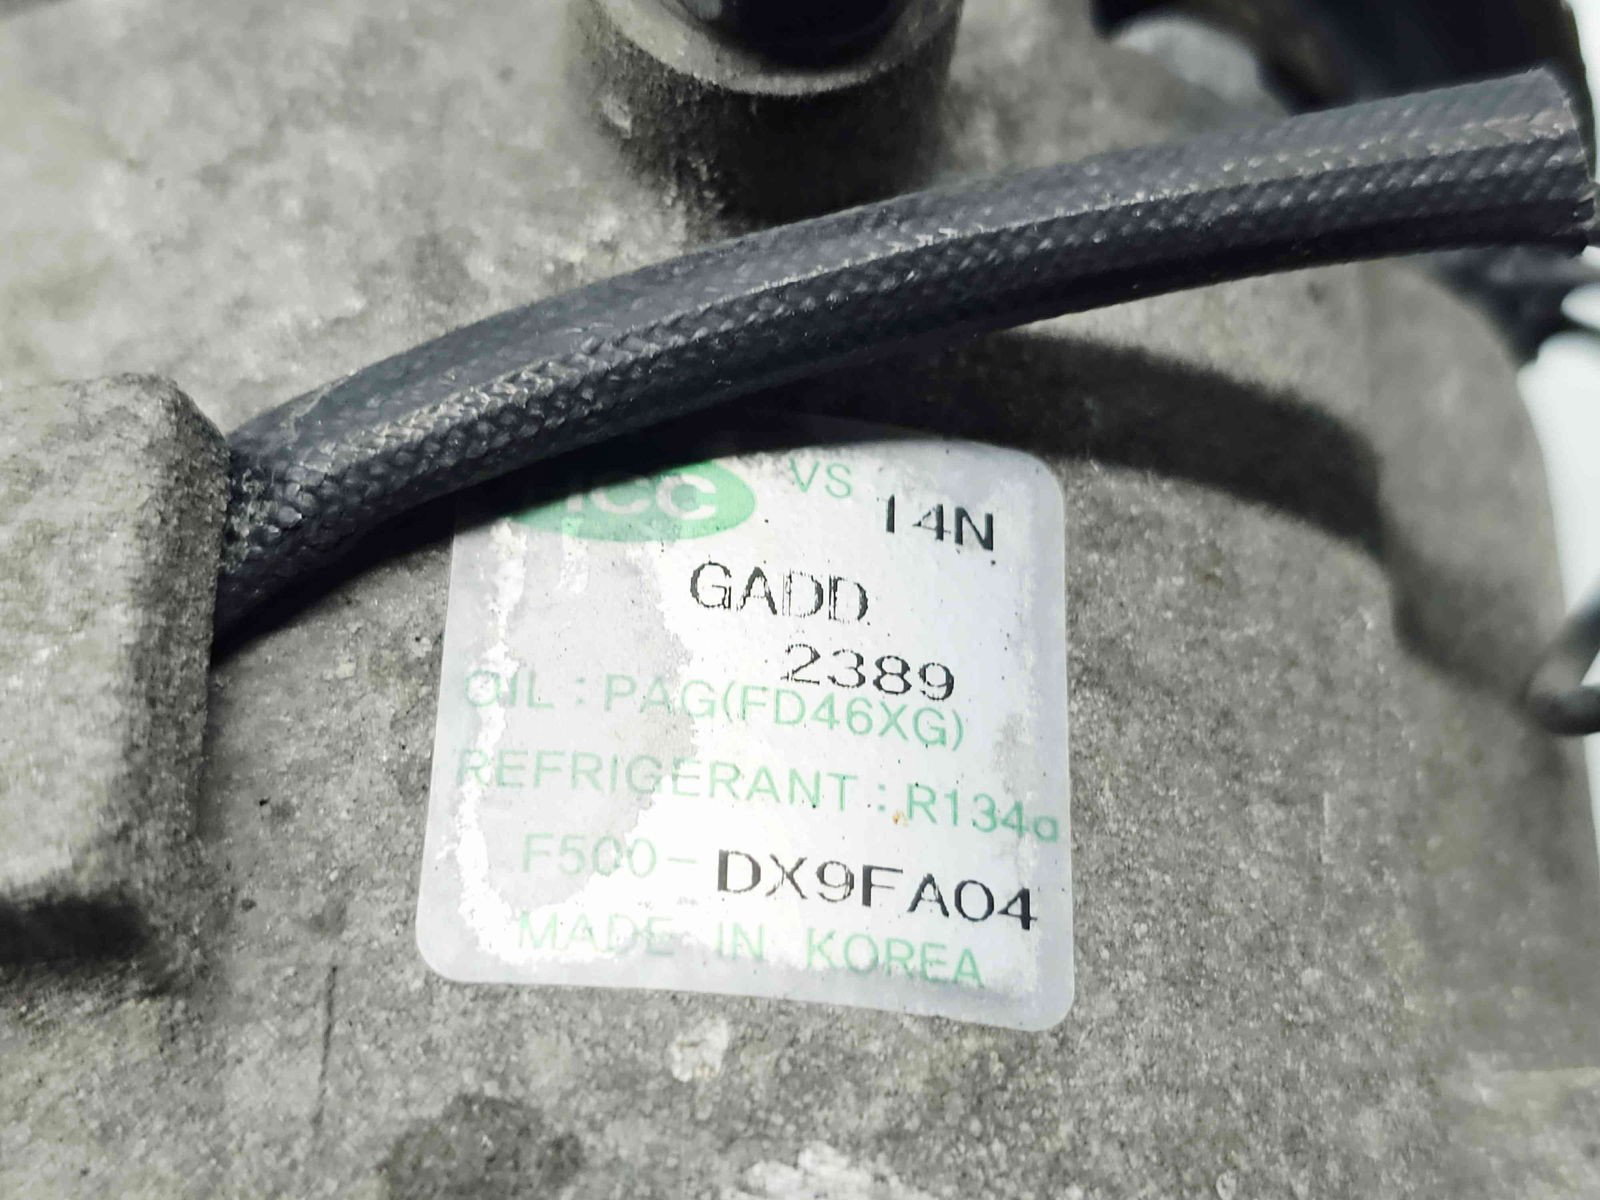 VS 14N
GADD
2389
OIL : PAG(FD46XG)
REFRIGERANT : R134a
F500-DX9FA04
MADE IN KOREA